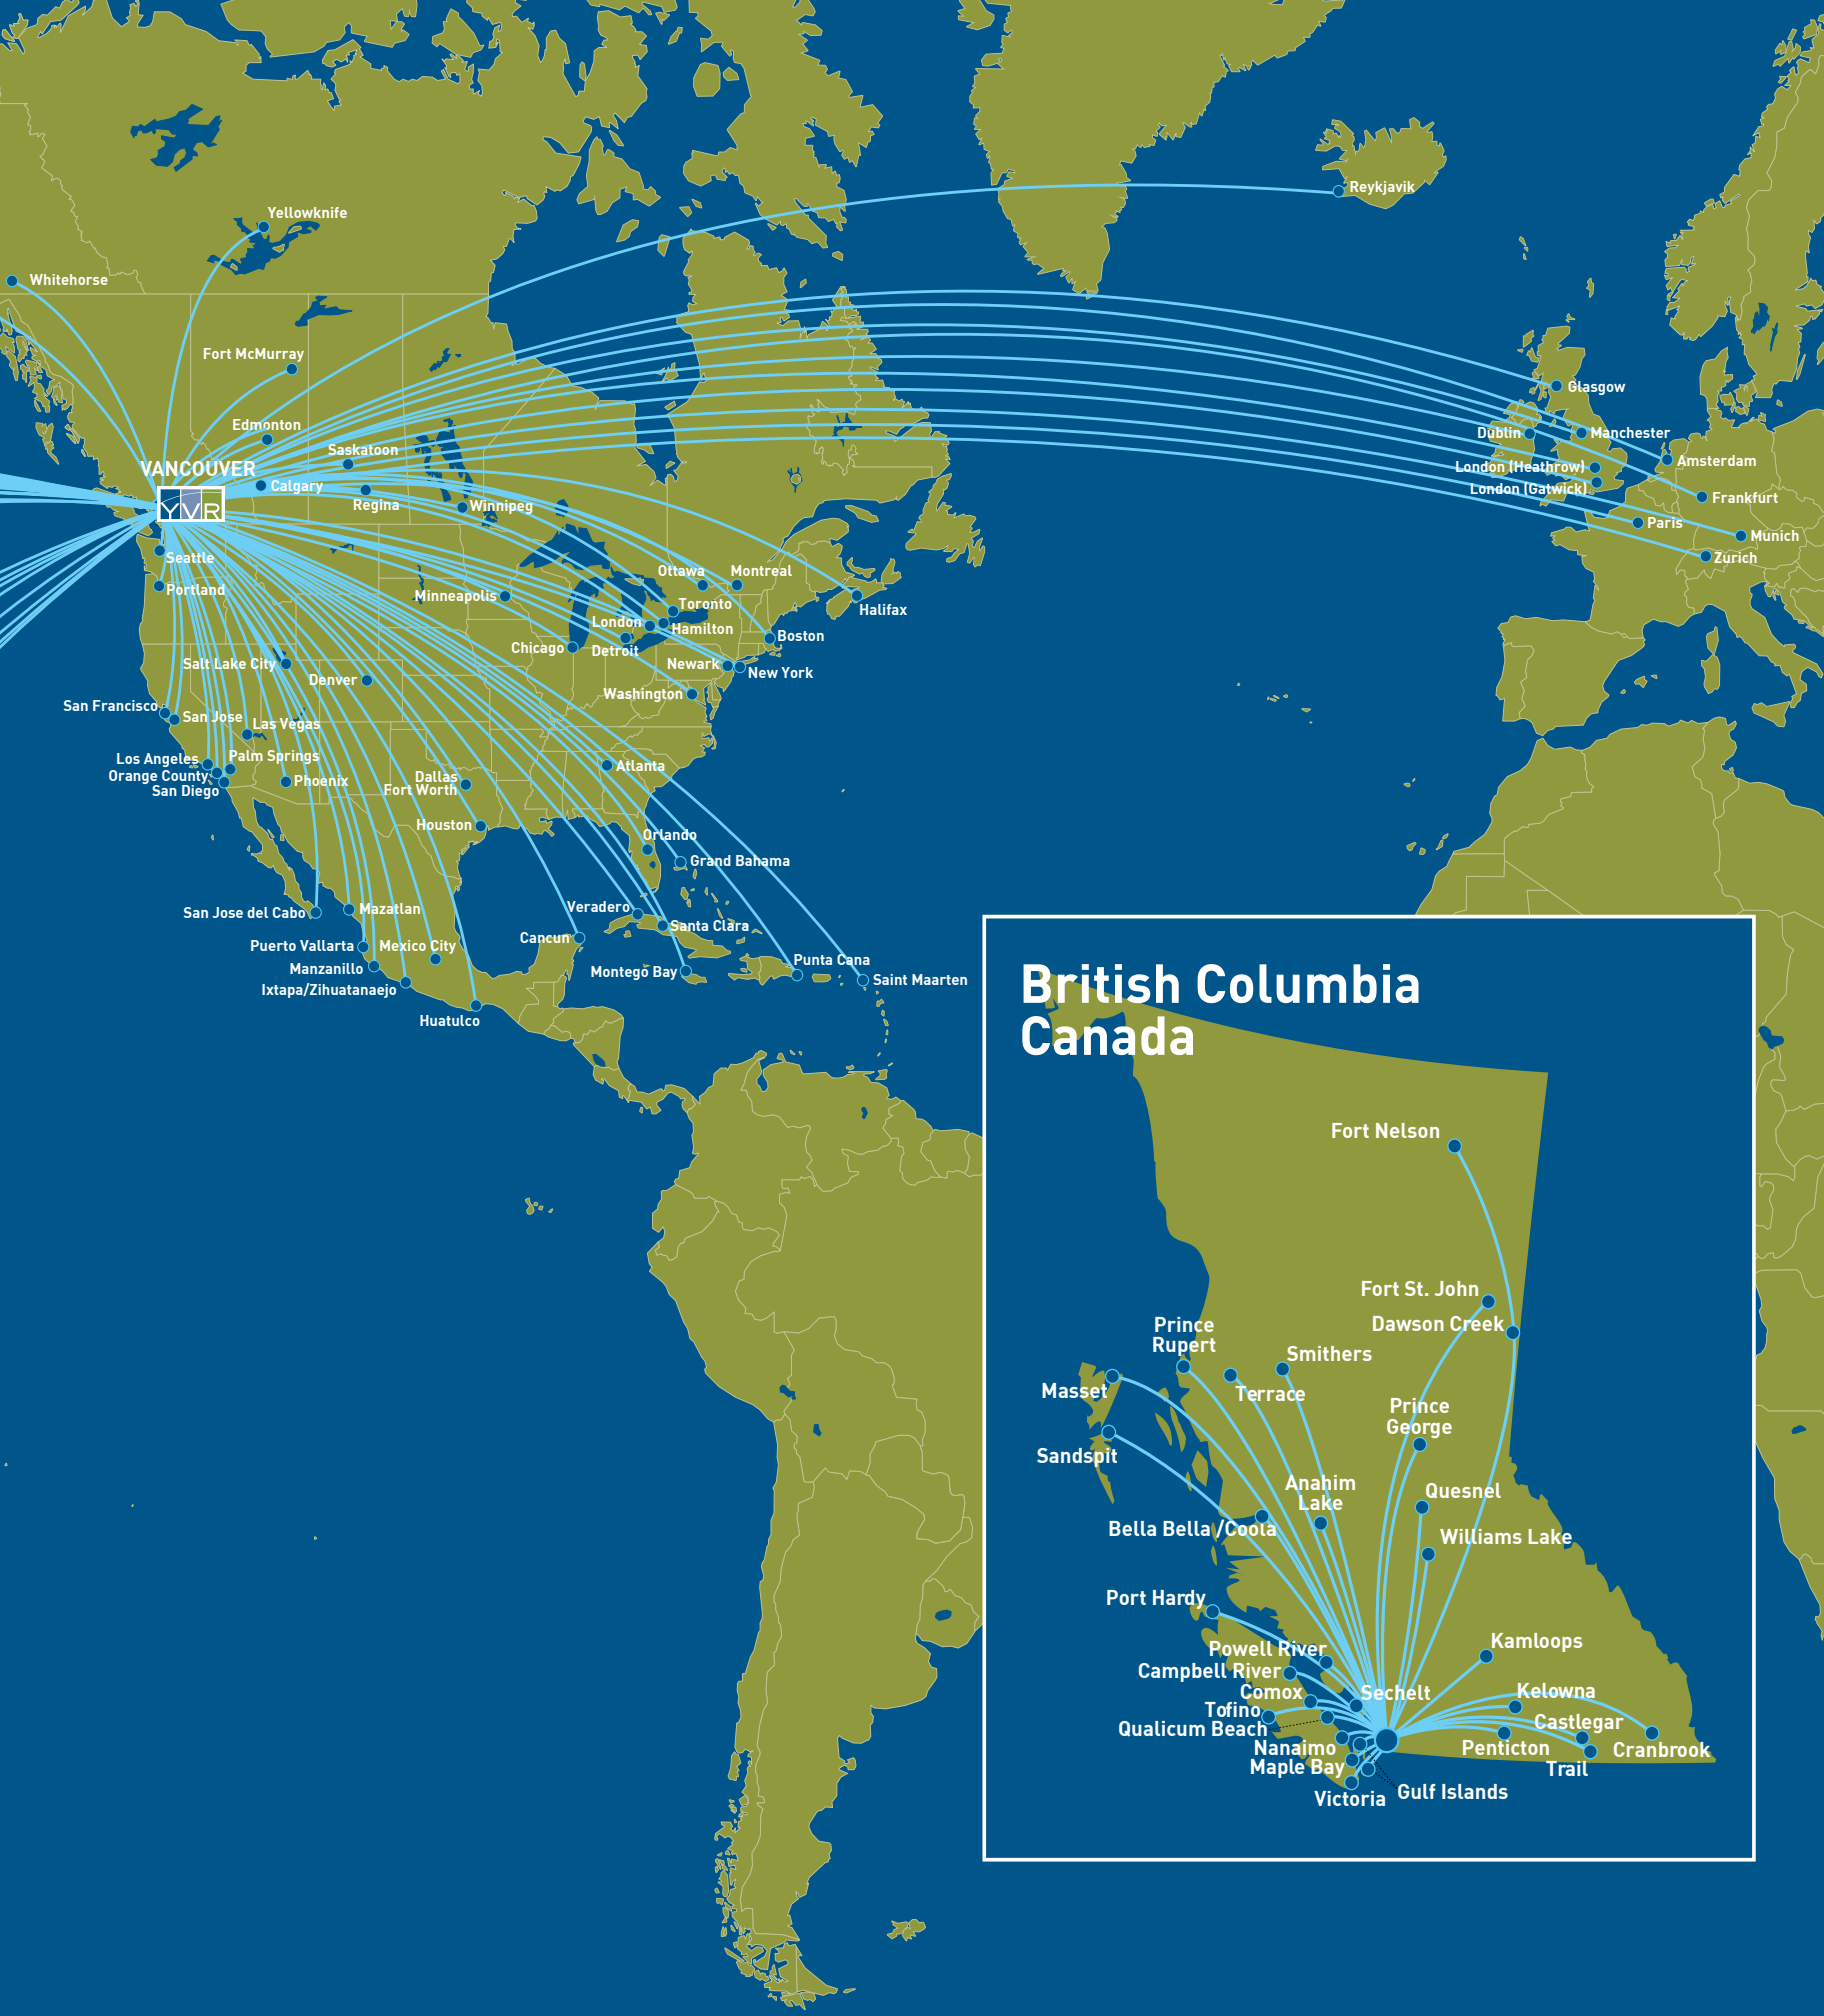 Reykjavik
Yellowknife
Whitehorse
Fort McMurray
Glasgow
Edmonton
Dublin
Manchester
Saskatoon
Amsterdam
VANCOUVER
London (Heathrow)
Calgary
London (Gatwick)
Frankfurt
YVR
Regina
Winnipeg
Paris
Munich
Seattle
Zurich
Ottawa
Montreal
Portland
Minneapolis
Toronto
Halifax
London
Hamilton
Boston
Chicago
Detroit
Salt Lake City
Newark
New York
Denver
Washington
San Francisco
San Jose
Las Vegas
Los Angeles
Palm Springs
Atlanta
Orange County
Phoenix
Dallas
Fort Worth
San Diego
Houston
Orlando
Grand Bahama
San Jose del Cabo
Mazatlan
Veradero
Santa Clara
Cancun
Puerto Vallarta
Mexico City
Punta Cana
Manzanillo
Montego Bay
Saint Maarten
Ixtapa/Zihuatanaejo
Huatulco
British Columbia
Canada
Fort Nelson
Fort St. John
Dawson Creek
Prince
Rupert
Smithers
Masset
Terrace
Prince
George
Sandspit
Anahim
Lake
Quesnel
Bella Bella /Coola
Williams Lake
Port Hardy
Powell River
Kamloops
Campbell River
Comox
Sechelt
Kelowna
Tofino
Castlegar
Qualicum Beach
Nanaimo
Penticton
Cranbrook
Maple Bay
Trail
Victoria
Gulf Islands